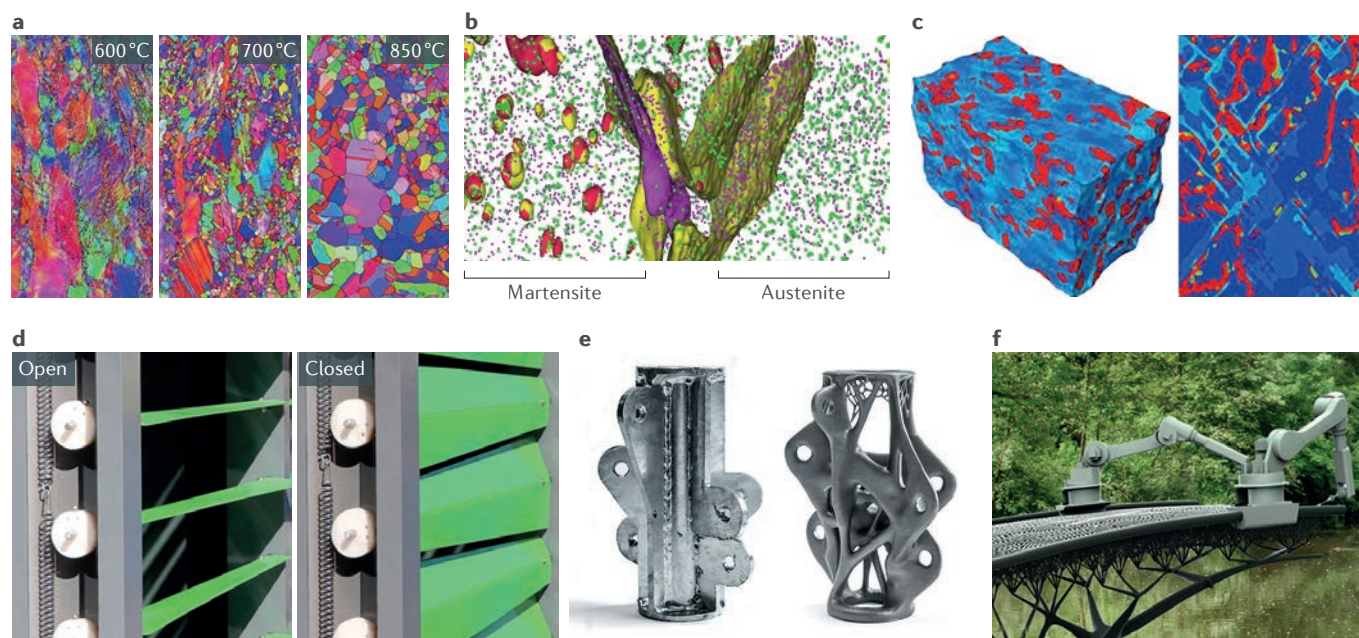 a
600 °C
700 °C
850 °C
b
Martensite
Austenite
c
d
Open
Closed
e
f